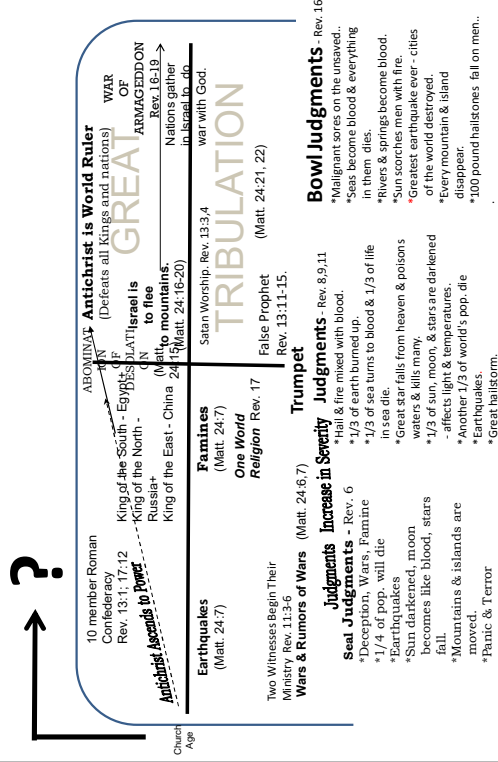 ?
10 member Roman
Confederacy
Rev. 13:1; 17:12
Antichrist Ascends to Power
Church
Age
King of the South - Egypt+
King of the North -
Russia+
King of the East - China
ABOMINAT
ION
OF
DESOLATI
ON
(Matt.
24:15)
Antichrist is World Ruler
(Defeats all Kings and nations)
Israel is
to flee
to mountains.
(Matt. 24:16-20)
GREAT
WAR
OF
ARMAGEDDON
Rev. 16-19
Nations gather
in Israel to do
war with God.
Earthquakes
(Matt. 24:7)
Famines
(Matt. 24:7)
One World
Religion Rev. 17
Satan Worship. Rev. 13:3,4
TRIBULATION
False Prophet
Rev. 13:11-15.
(Matt. 24:21, 22)
Two Witnesses Begin Their
Ministry Rev. 11:3-6
Wars & Rumors of Wars (Matt. 24:6,7)
Judgments Increase in Severity
Seal Judgments - Rev. 6
*Deception, Wars, Famine
*1/4 of pop. will die
*Earthquakes
*Sun darkened, moon
becomes like blood, stars
fall.
*Mountains & islands are
moved.
*Panic & Terror
Trumpet
Judgments - Rev. 8,9,11
*Hail & fire mixed with blood.
*1/3 of earth burned up.
*1/3 of sea turns to blood & 1/3 of life
in sea die.
*Great star falls from heaven & poisons
waters & kills many.
*1/3 of sun, moon, & stars are darkened
- affects light & temperatures.
*Another 1/3 of world's pop. die
*Earthquakes.
*Great hailstorm.
Bowl Judgments - Rev. 16
*Malignant sores on the unsaved..
*Seas become blood & everything
in them dies.
*Rivers & springs become blood.
*Sun scorches men with fire.
*Greatest earthquake ever - cities
of the world destroyed.
*Every mountain & island
disappear.
*100 pound hailstones fall on men..
.